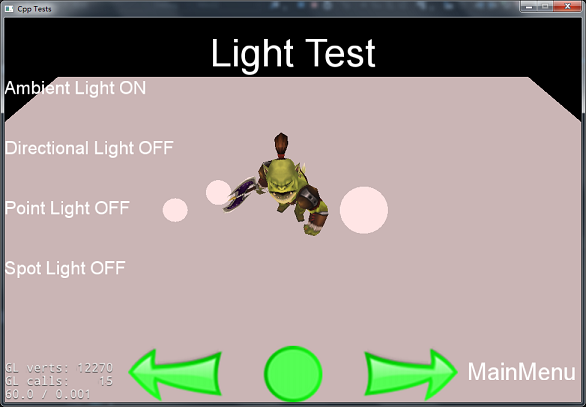 Cpp Tests
Light Test
Ambient Light ON
Directional Light OFF
Point Light OFF
Spot Light OFF
GL verts: 12270
GL calls: 15
60.0 / 0.001
MainMenu